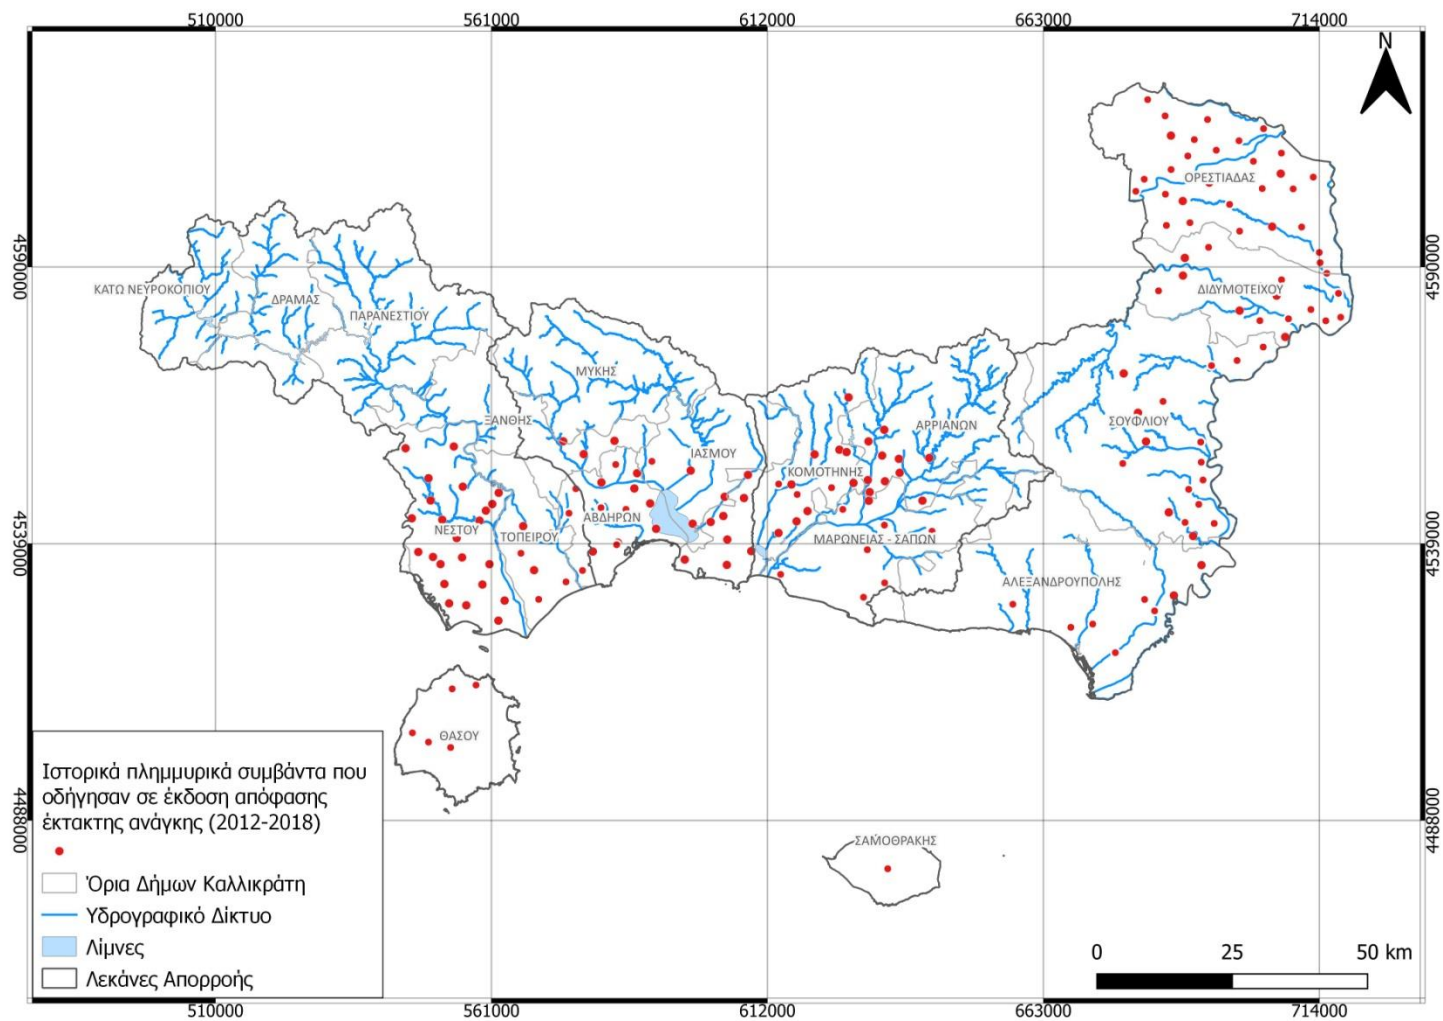 510000 561000 612000 663000 714000
N
ΟΡΕΣΤΙΑΔΑΣ
4590000 4590000
ΚΑΤΩ ΝΕΥΡΟΚΟΠΙΟΥ
ΔΡΑΜΑΣ
ΔΙΔΥΜΟΤΕΙΧΟΥ
ΠΑΡΑΝΕΣΤΙΟΥ
ΜΥΚΗΣ
ΞΑΝΘΗΣ
ΣΟΥΦΛΙΟΥ
ΑΡΡΙΑΝΩΝ
ΙΑΣΜΟΥ
ΚΟΜΟΤΗΝΗΣ
ΑΒΔΗΡΩΝ
ΝΕΣΤΟΥ
ΤΟΠΕΙΡΟΥ
ΜΑΡΩΝΕΙΑΣ - ΣΑΠΩΝ
4539000 4539000
ΑΛΕΞΑΝΔΡΟΥΠΟΛΗΣ
ΘΑΣΟΥ
4488000 4488000
ΣΑΜΟΘΡΑΚΗΣ
Ιστορικά πλημμυρικά συμβάντα που
οδήγησαν σε έκδοση απόφασης
έκτακτης ανάγκης (2012-2018)
Όρια Δήμων Καλλικράτη
Υδρογραφικό Δίκτυο
Λίμνες
Λεκάνες Απορροής
0 25 50 km
510000 561000 612000 663000 714000